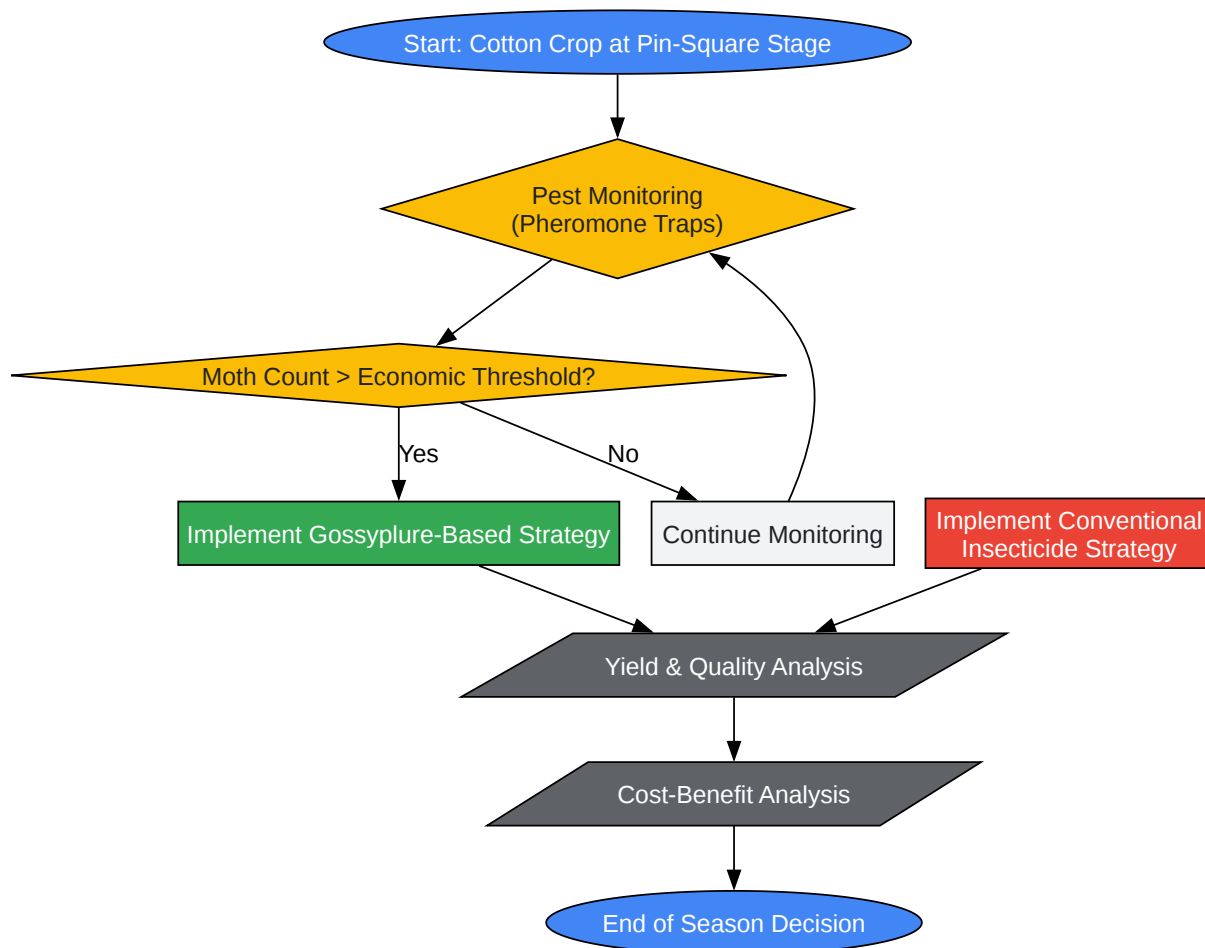 Start: Cotton Crop at Pin-Square Stage
Pest Monitoring
(Pheromone Traps)
Moth Count > Economic Threshold?
Yes
No
Implement Gossyplure-Based Strategy
Continue Monitoring
Implement Conventional
Insecticide Strategy
Yield & Quality Analysis
Cost-Benefit Analysis
End of Season Decision